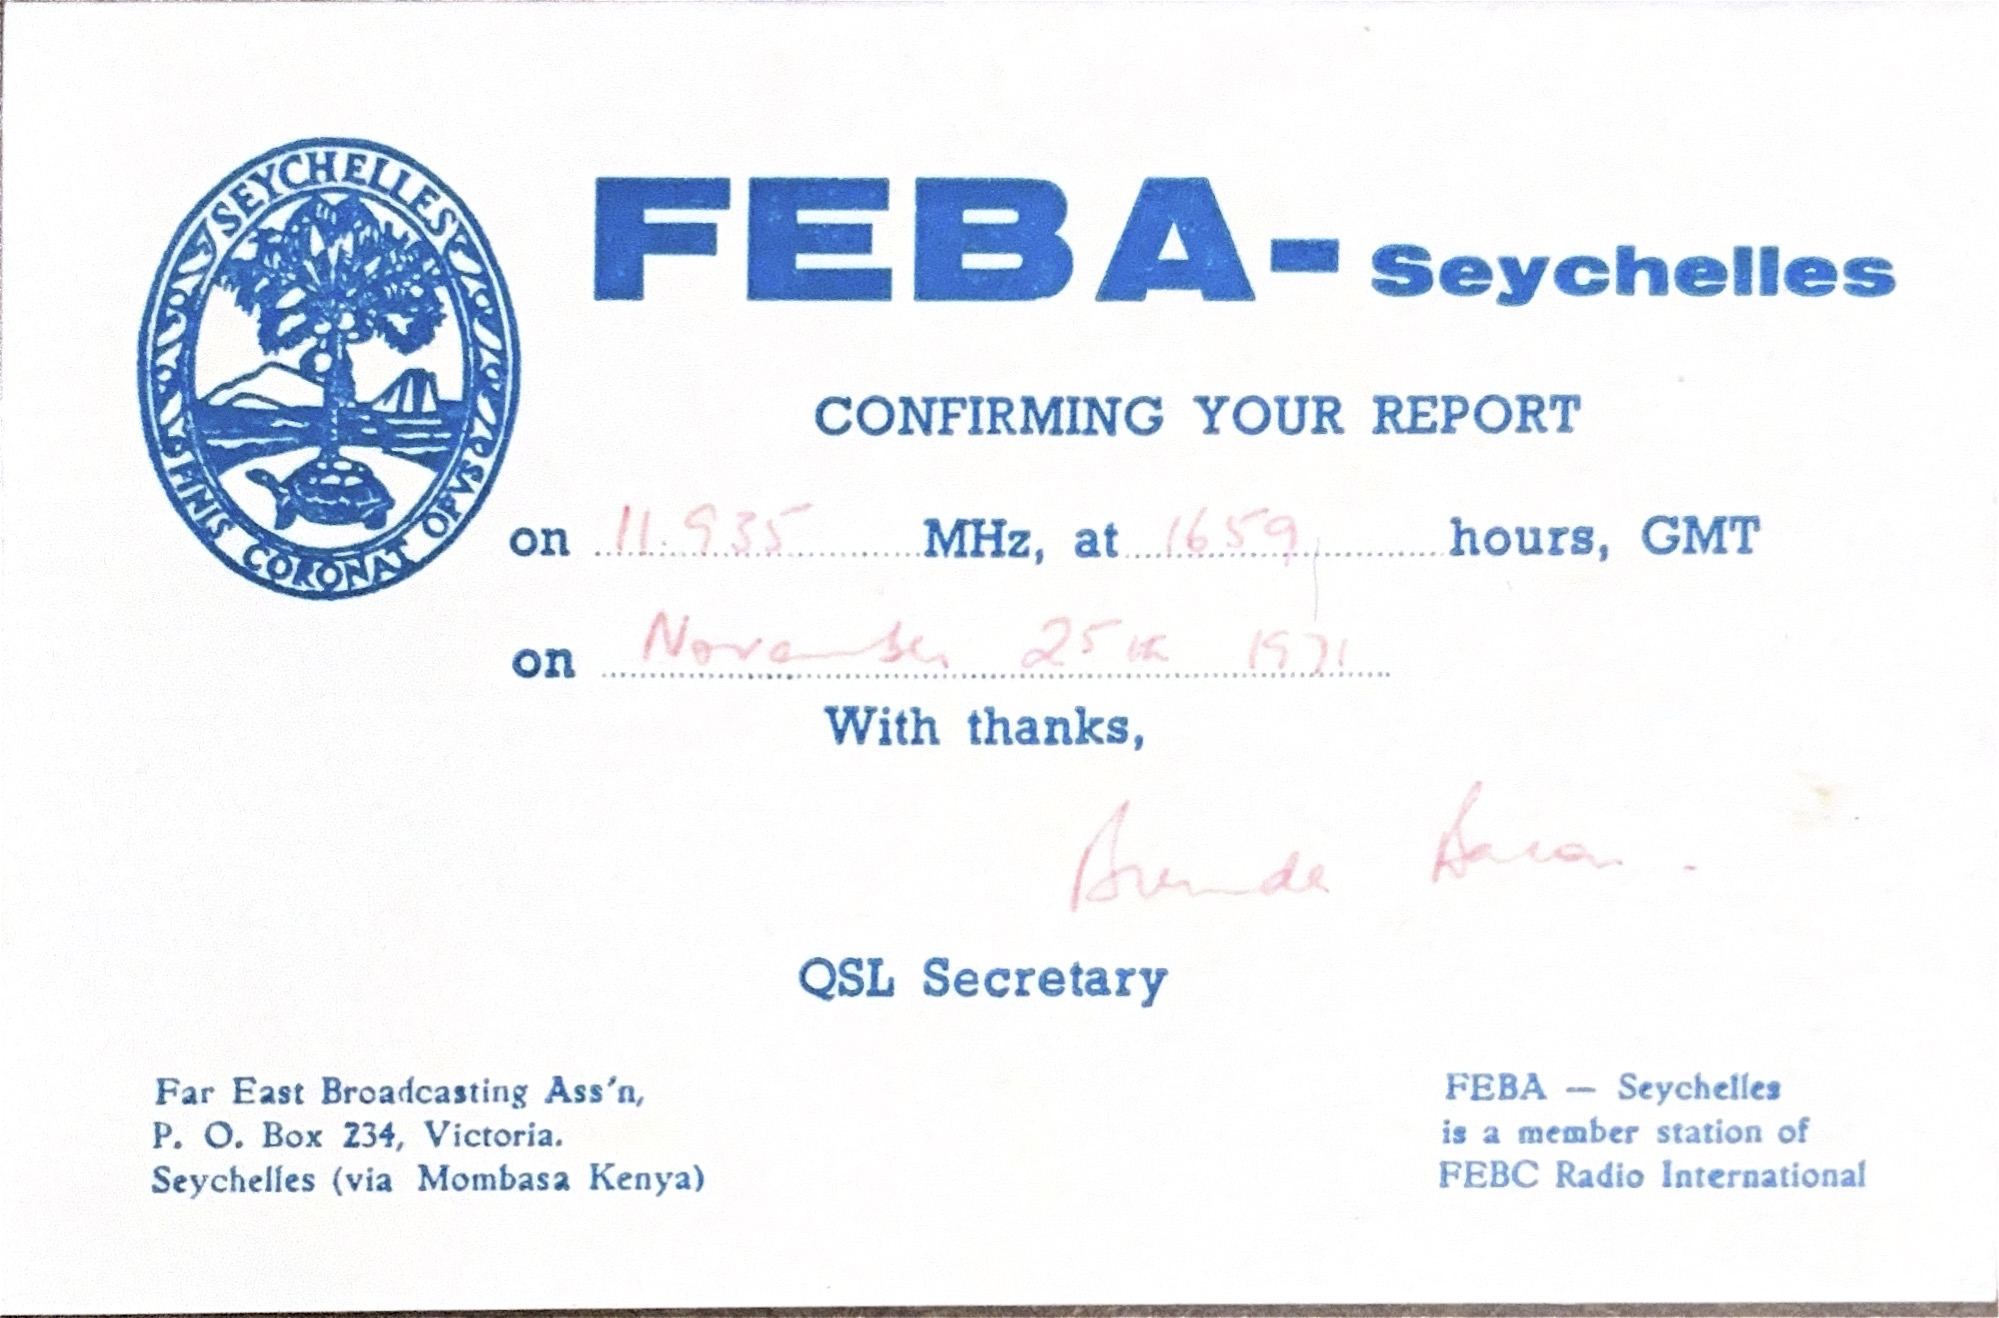 SEYCHELLES
FINIS CORONAT OPVS
FEBA - Seychelles
CONFIRMING YOUR REPORT
on 11.935 MHz, at 1659 hours, GMT
on November 25th 1971
With thanks,
Brenda
QSL Secretary
Far East Broadcasting Ass'n,
P. O. Box 234, Victoria.
Seychelles (via Mombasa Kenya)
FEBA — Seychelles
is a member station of
FEBC Radio International